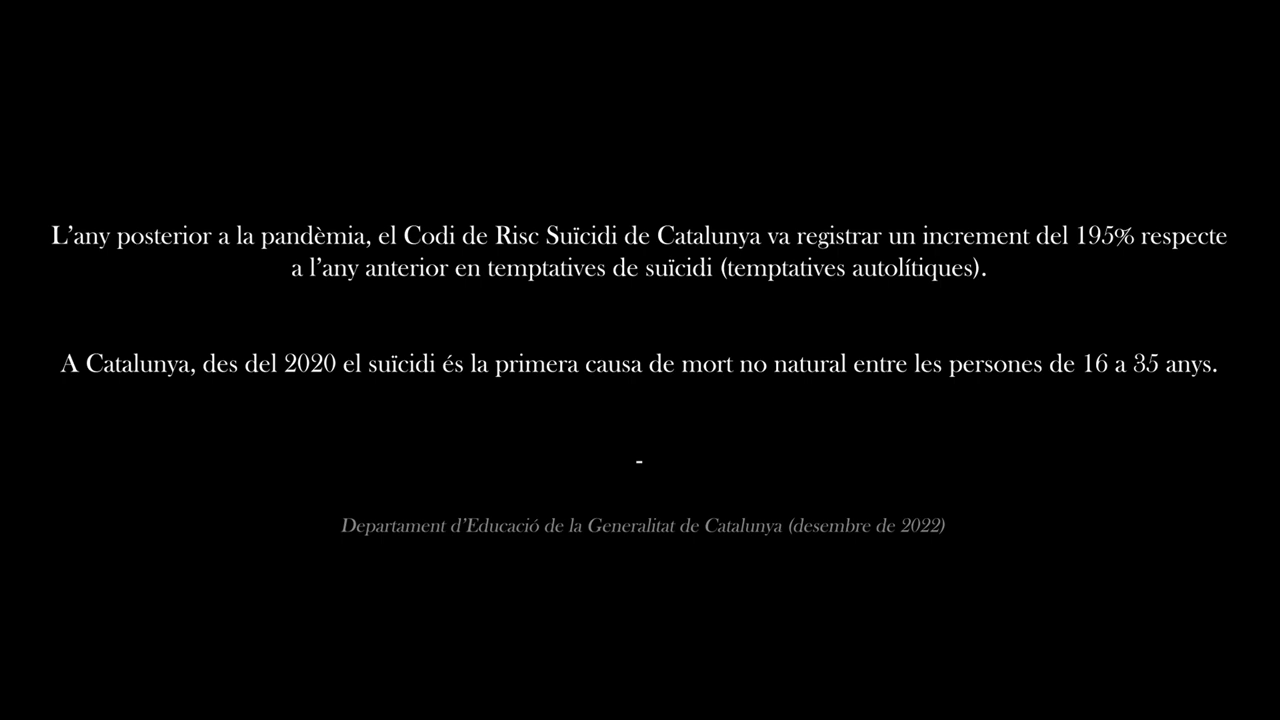 L’any posterior a la pandèmia, el Codi de Risc Suïcidi de Catalunya va registrar un increment del 195% respecte
a l’any anterior en temptatives de suïcidi (temptatives autolítiques).
A Catalunya, des del 2020 el suïcidi és la primera causa de mort no natural entre les persones de 16 a 35 anys.
-
Departament d’Educació de la Generalitat de Catalunya (desembre de 2022)